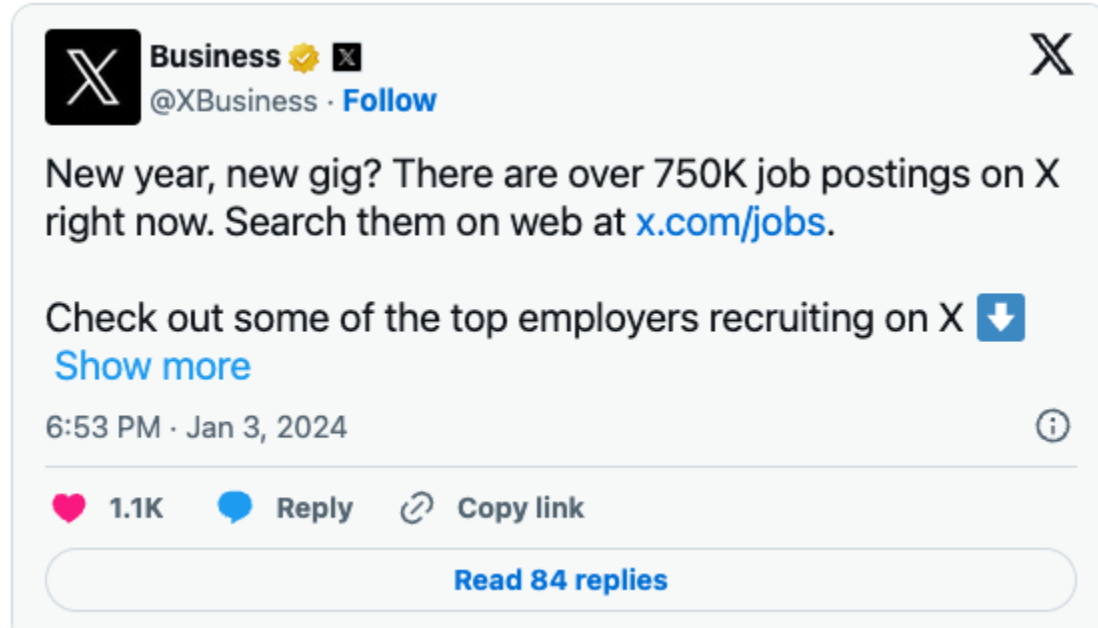 Business
@XBusiness · Follow
New year, new gig? There are over 750K job postings on X
right now. Search them on web at x.com/jobs.
Check out some of the top employers recruiting on X ⬇️
Show more
6:53 PM · Jan 3, 2024
1.1K Reply Copy link
Read 84 replies